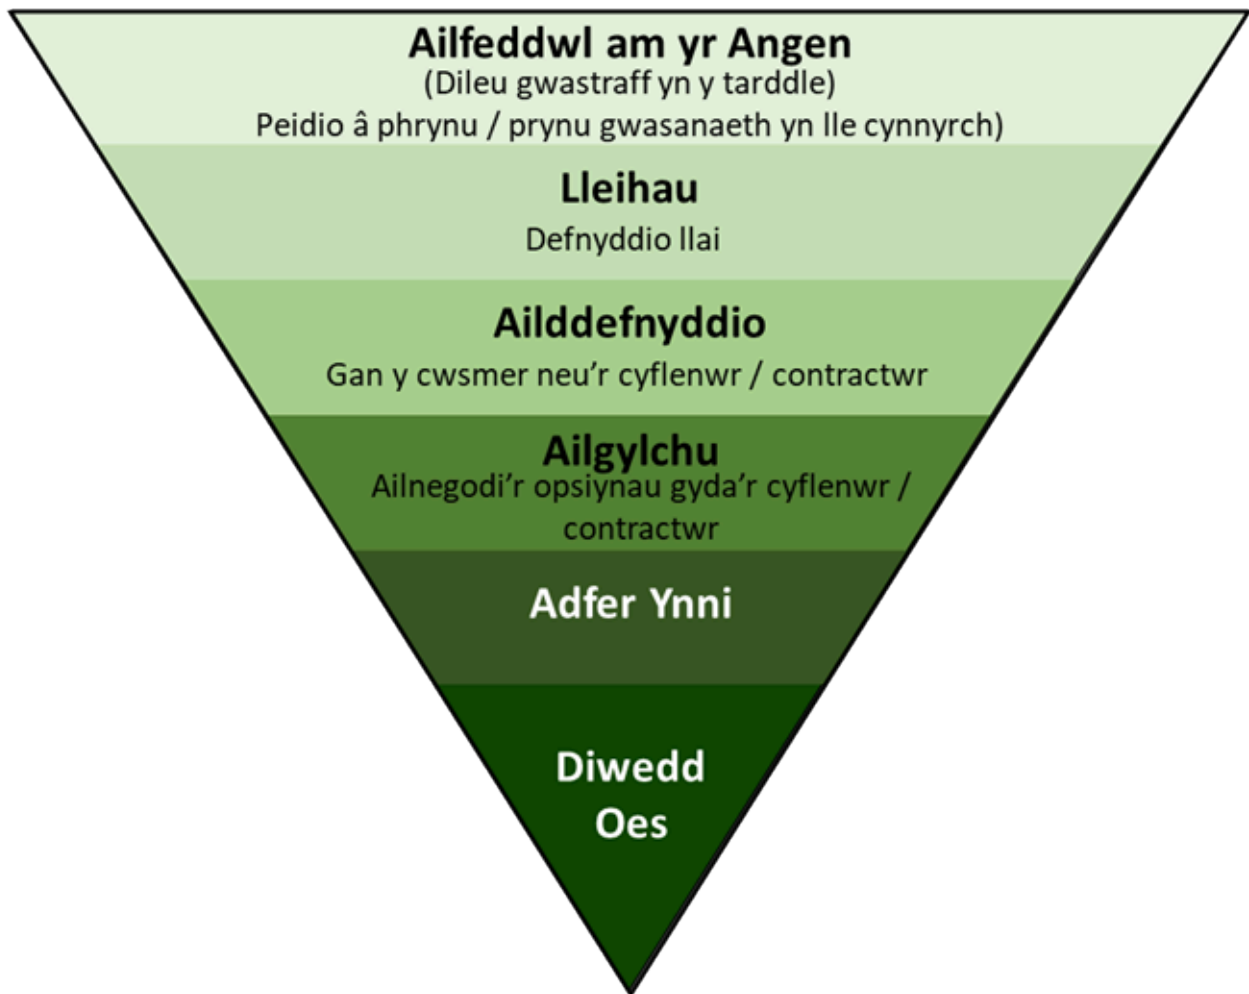 Ailfeddwl am yr Angen
(Dileu gwastraff yn y tarddle)
Peidio â phrynu / prynu gwasanaeth yn lle cynnyrch)
Lleihau
Defnyddio llai
Ailddefnyddio
Gan y cwsmer neu’r cyflenwr / contractwr
Ailgylchu
Ailnegodi’r opsiynau gyda’r cyflenwr /
contractwr
Adfer Ynni
Diwedd
Oes